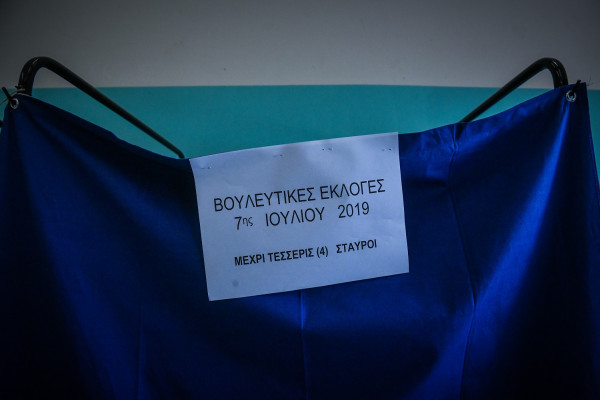 ΒΟΥΛΕΥΤΙΚΕΣ ΕΚΛΟΓΕΣ
7ης ΙΟΥΛΙΟΥ 2019
ΜΕΧΡΙ ΤΕΣΣΕΡΙΣ (4) ΣΤΑΥΡΟΙ